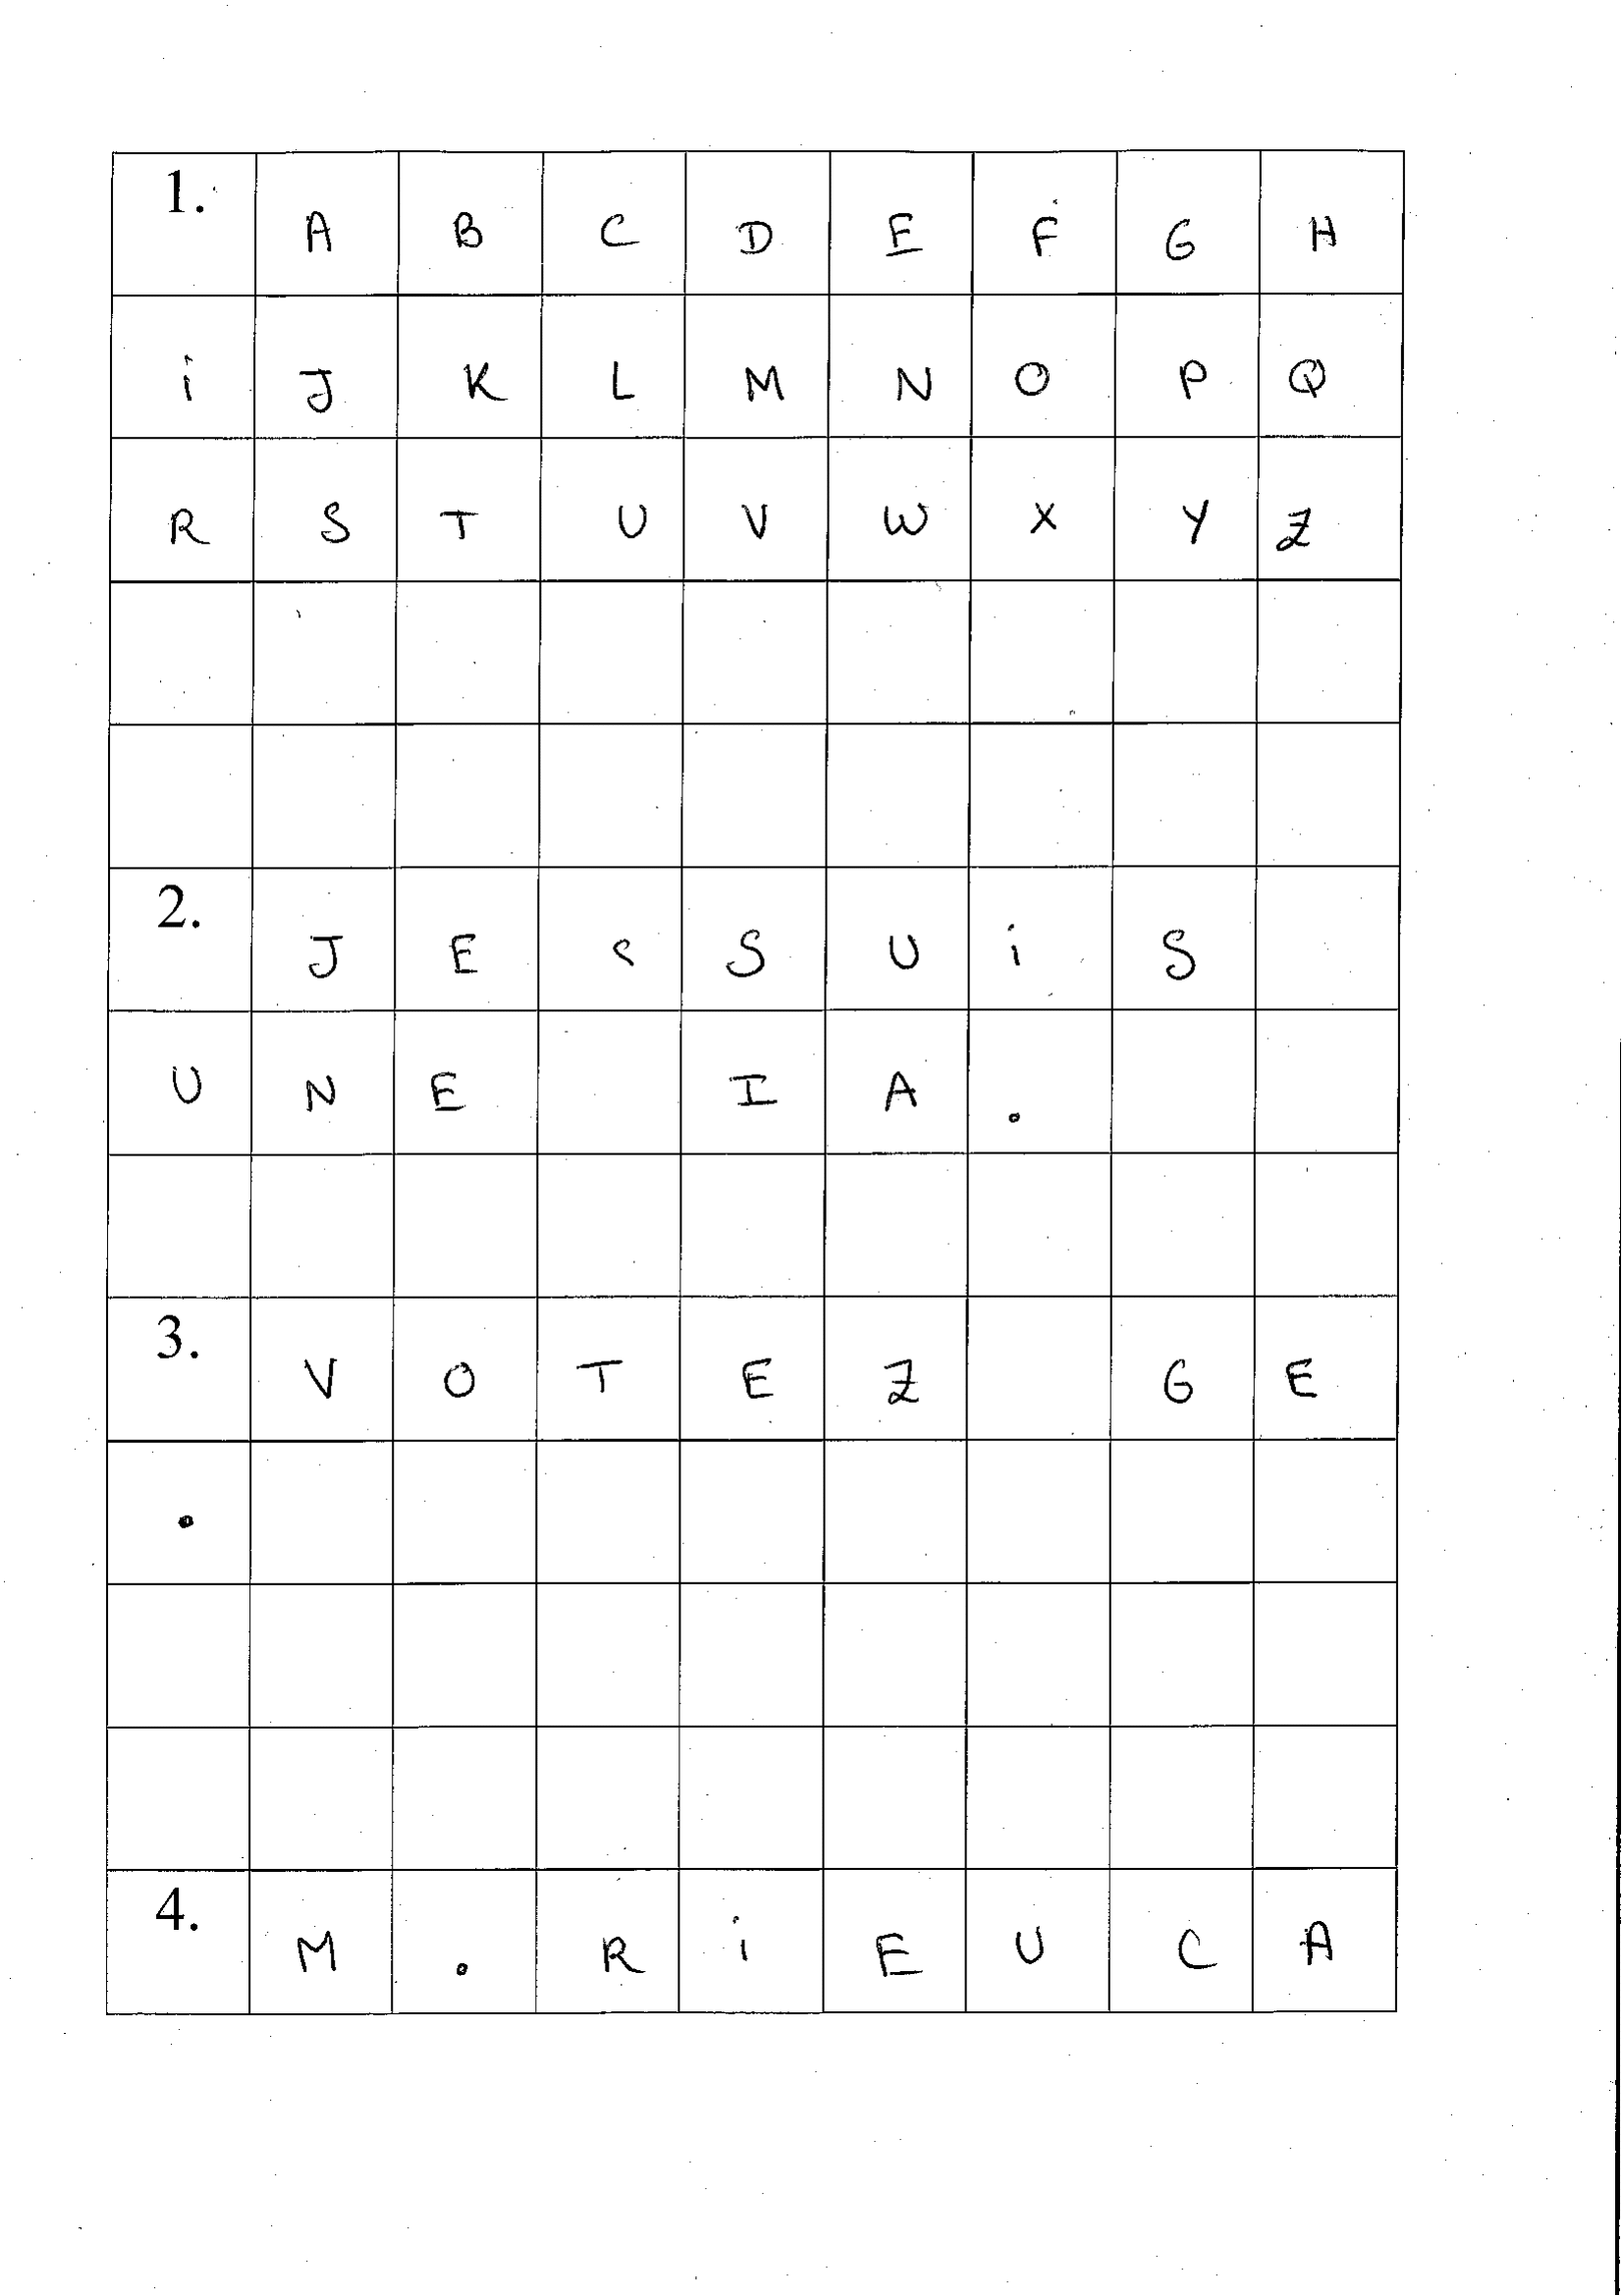 1. A B C D E F G H
i J K L M N O P Q
R S T U V W X Y Z
2. J E S U i S
U N E I A .
3. V O T E Z G E
.
4. M . R i E U C A